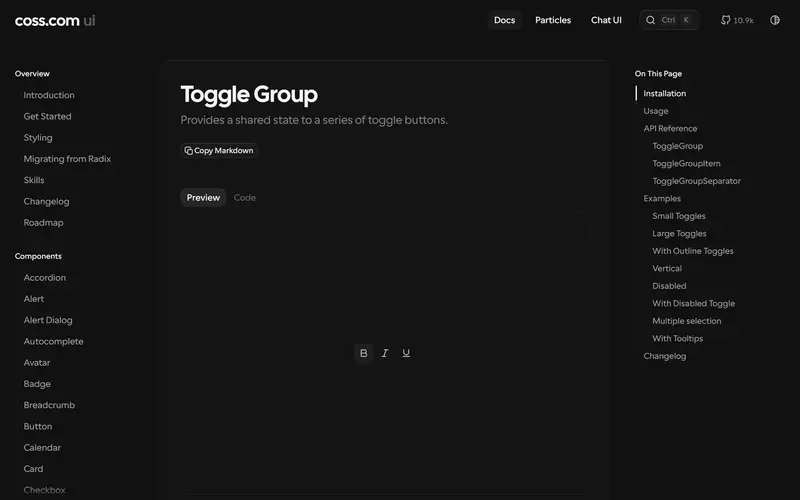 coss.com ui
Docs
Particles
Chat UI
Ctrl K
10.9k
Overview
Introduction
Get Started
Styling
Migrating from Radix
Skills
Changelog
Roadmap
Components
Accordion
Alert
Alert Dialog
Autocomplete
Avatar
Badge
Breadcrumb
Button
Calendar
Card
Checkbox
Toggle Group
Provides a shared state to a series of toggle buttons.
Copy Markdown
Preview
Code
B I U
On This Page
Installation
Usage
API Reference
ToggleGroup
ToggleGroupItem
ToggleGroupSeparator
Examples
Small Toggles
Large Toggles
With Outline Toggles
Vertical
Disabled
With Disabled Toggle
Multiple selection
With Tooltips
Changelog